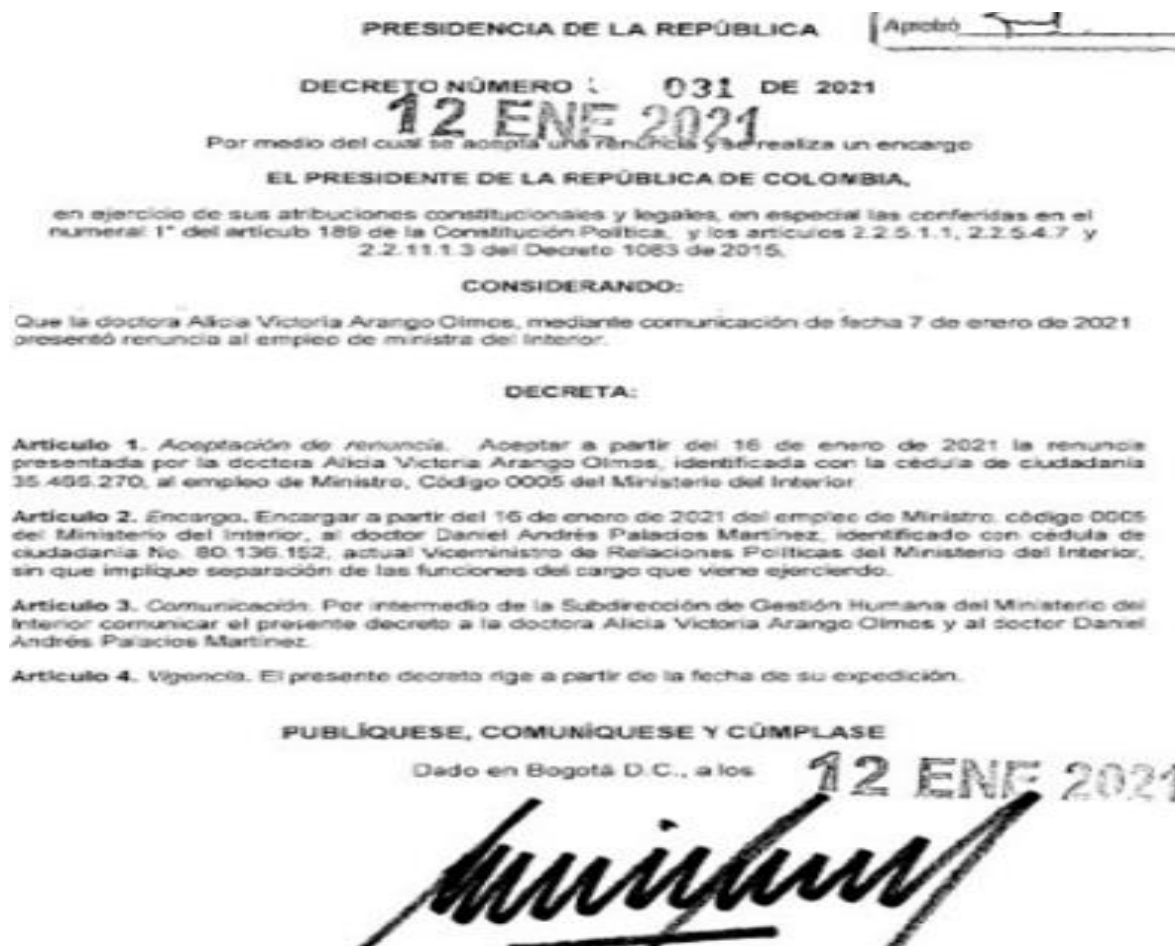 PRESIDENCIA DE LA REPÚBLICA
Aprobó
DECRETO NÚMERO 031 DE 2021
12 ENE 2021
Por medio del cual se acepta una renuncia y se realiza un encargo
EL PRESIDENTE DE LA REPÚBLICA DE COLOMBIA,
en ejercicio de sus atribuciones constitucionales y legales, en especial las conferidas en el
numeral 1° del artículo 189 de la Constitución Política, y los artículos 2.2.5.1.1, 2.2.5.4.7 y
2.2.11.1.3 del Decreto 1083 de 2015,
CONSIDERANDO:
Que la doctora Alicia Victoria Arango Olmos, mediante comunicación de fecha 7 de enero de 2021
presentó renuncia al empleo de ministra del Interior.
DECRETA:
Artículo 1. Aceptación de renuncia. Aceptar a partir del 16 de enero de 2021 la renuncia
presentada por la doctora Alicia Victoria Arango Olmos, identificada con la cédula de ciudadanía
al empleo de Ministro, Código 0005 del Ministerio del Interior
Artículo 2. Encargo. Encargar a partir del 16 de enero de 2021 del empleo de Ministro, código 0005
del Ministerio del Interior, al doctor Daniel Andrés Palacios Martínez, identificado con cédula de
ciudadanía No. 80.136.152, actual Viceministro de Relaciones Políticas del Ministerio del Interior,
sin que implique separación de las funciones del cargo que viene ejerciendo.
Artículo 3. Comunicación. Por intermedio de la Subdirección de Gestión Humana del Ministerio del
Interior comunicar el presente decreto a la doctora Alicia Victoria Arango Olmos y al doctor Daniel
Andrés Palacios Martínez.
Artículo 4. Vigencia. El presente decreto rige a partir de la fecha de su expedición.
PUBLÍQUESE, COMUNÍQUESE Y CÚMPLASE
Dado en Bogotá D.C., a los 12 ENE 2021